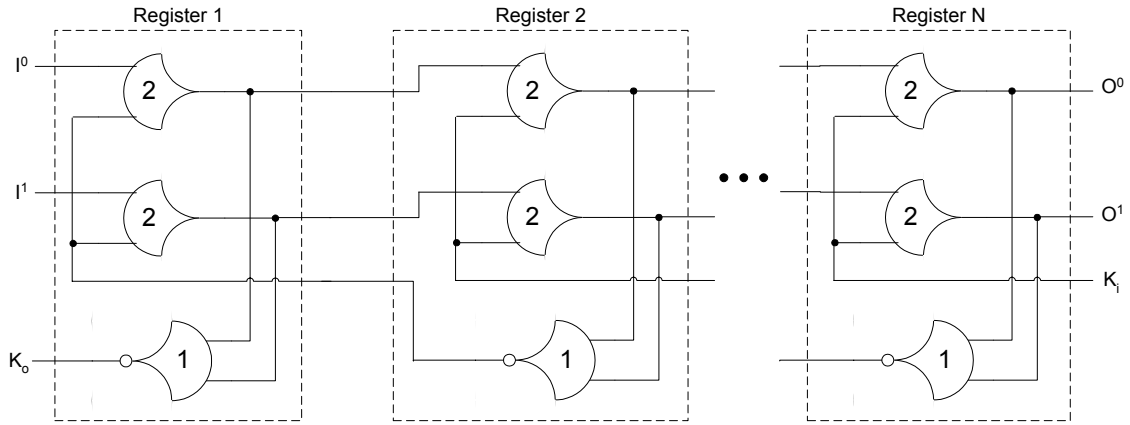 Register 1
Register 2
Register N
I⁰
2
2
2
O⁰
I¹
2
2
2
O¹
Kᵢ
Kₒ
1
1
1